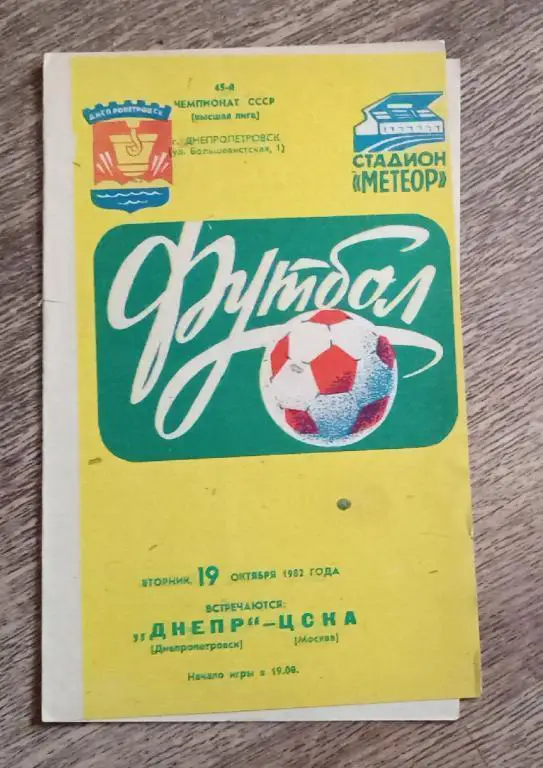 ДНЕПРОПЕТРОВСК
45-й
ЧЕМПИОНАТ СССР
(высшая лига)
г. ДНЕПРОПЕТРОВСК
(ул. Большевистская, 1)
СТАДИОН
«МЕТЕОР»
Футбол
ВТОРНИК, 19 ОКТЯБРЯ 1982 ГОДА
ВСТРЕЧАЮТСЯ:
„ДНЕПР“–ЦСКА
(Днепропетровск) (Москва)
Начало игры в 19.00.